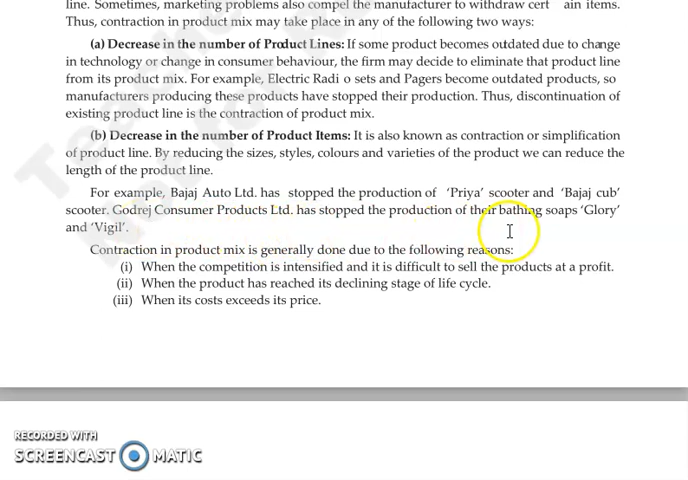 line. Sometimes, marketing problems also compel the manufacturer to withdraw cert ain items.
Thus, contraction in product mix may take place in any of the following two ways:
(a) Decrease in the number of Product Lines: If some product becomes outdated due to change
in technology or change in consumer behaviour, the firm may decide to eliminate that product line
from its product mix. For example, Electric Radi o sets and Pagers become outdated products, so
manufacturers producing these products have stopped their production. Thus, discontinuation of
existing product line is the contraction of product mix.
(b) Decrease in the number of Product Items: It is also known as contraction or simplification
of product line. By reducing the sizes, styles, colours and varieties of the product we can reduce the
length of the product line.
For example, Bajaj Auto Ltd. has stopped the production of 'Priya' scooter and 'Bajaj cub'
scooter. Godrej Consumer Products Ltd. has stopped the production of their bathing soaps 'Glory'
and 'Vigil'.
Contraction in product mix is generally done due to the following reasons:
(i) When the competition is intensified and it is difficult to sell the products at a profit.
(ii) When the product has reached its declining stage of life cycle.
(iii) When its costs exceeds its price.
RECORDED WITH
SCREENCAST MATIC